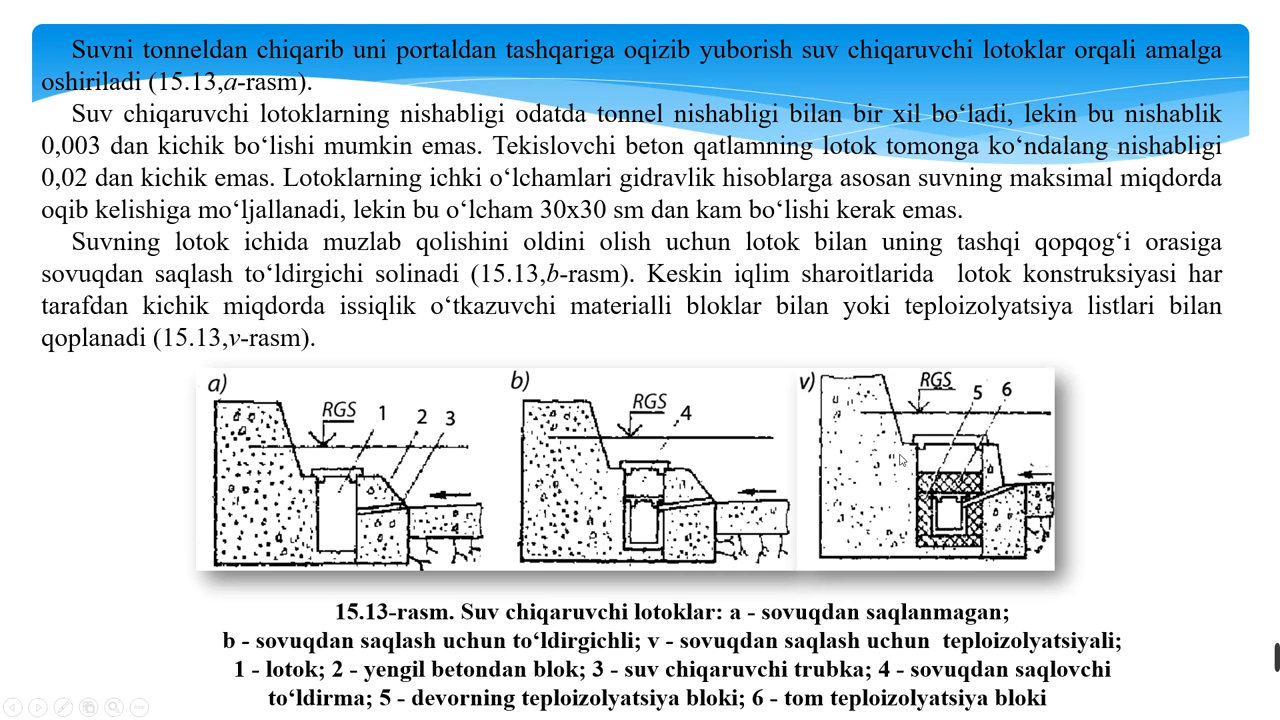 Suvni tonneldan chiqarib uni portaldan tashqariga oqizib yuborish suv chiqaruvchi lotoklar orqali amalga
oshiriladi (15.13,a-rasm).
Suv chiqaruvchi lotoklarning nishabligi odatda tonnel nishabligi bilan bir xil bo‘ladi, lekin bu nishablik
0,003 dan kichik bo‘lishi mumkin emas. Tekislovchi beton qatlamning lotok tomonga ko‘ndalang nishabligi
0,02 dan kichik emas. Lotoklarning ichki o‘lchamlari gidravlik hisoblarga asosan suvning maksimal miqdorda
oqib kelishiga mo‘ljallanadi, lekin bu o‘lcham 30x30 sm dan kam bo‘lishi kerak emas.
Suvning lotok ichida muzlab qolishini oldini olish uchun lotok bilan uning tashqi qopqog‘i orasiga
sovuqdan saqlash to‘ldirgichi solinadi (15.13,b-rasm). Keskin iqlim sharoitlarida lotok konstruksiyasi har
tarafdan kichik miqdorda issiqlik o‘tkazuvchi materialli bloklar bilan yoki teploizolyatsiya listlari bilan
qoplanadi (15.13,v-rasm).
a) RGS 1 2 3
b) RGS 4
v) RGS 5 6
15.13-rasm. Suv chiqaruvchi lotoklar: a - sovuqdan saqlanmagan;
b - sovuqdan saqlash uchun to‘ldirgichli; v - sovuqdan saqlash uchun teploizolyatsiyali;
1 - lotok; 2 - yengil betondan blok; 3 - suv chiqaruvchi trubka; 4 - sovuqdan saqlovchi
to‘ldirma; 5 - devorning teploizolyatsiya bloki; 6 - tom teploizolyatsiya bloki